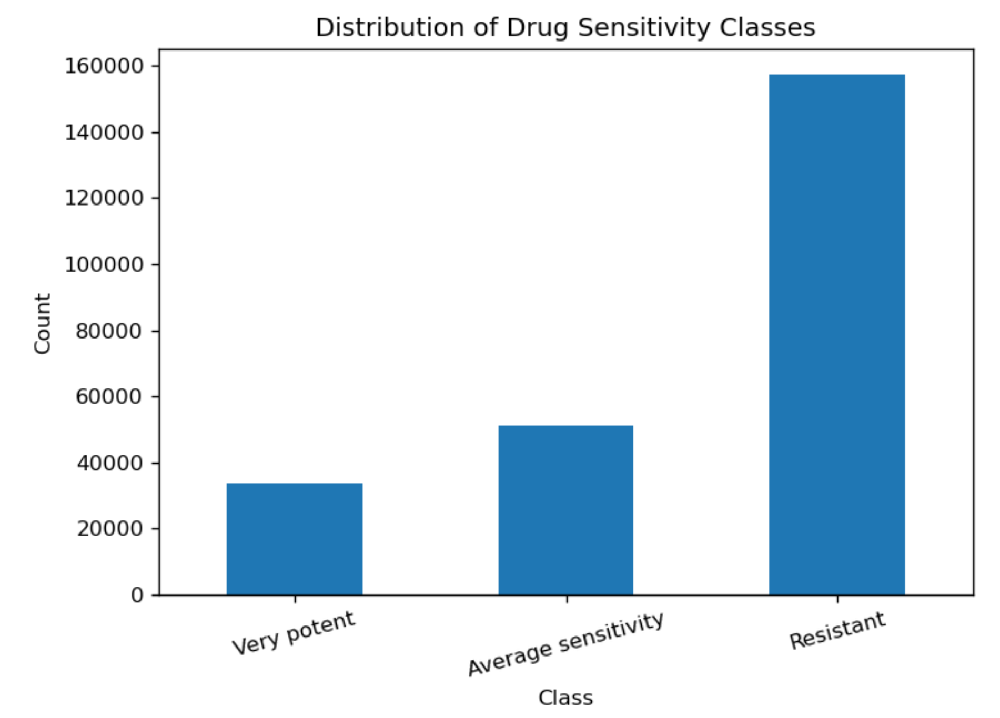 Distribution of Drug Sensitivity Classes
160000
140000
120000
100000
80000
60000
40000
20000
0
Count
Very potent
Average sensitivity
Resistant
Class